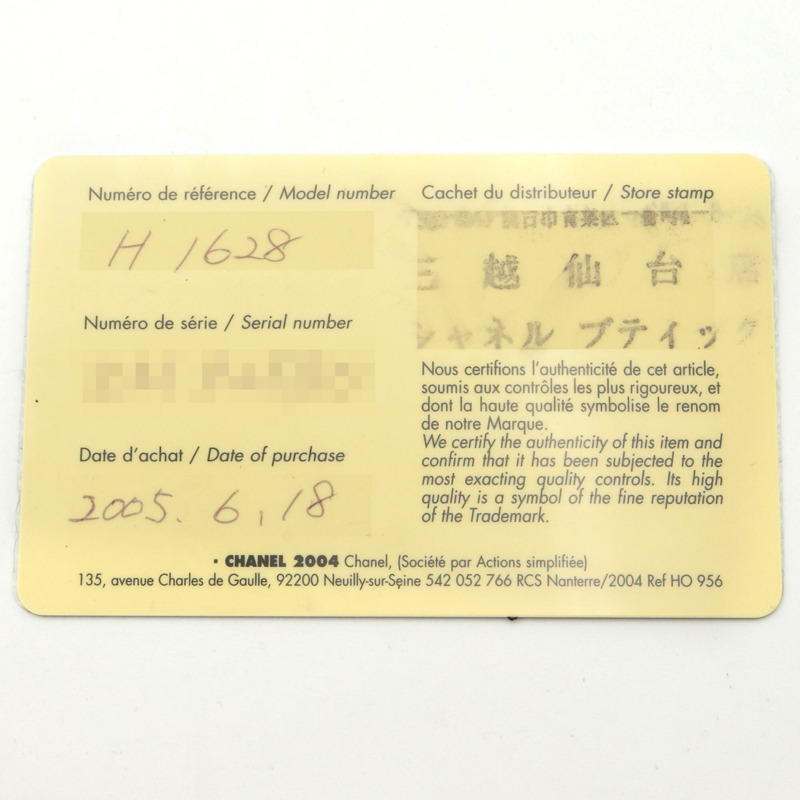 Numéro de référence / Model number
H 1628
Numéro de série / Serial number
Date d'achat / Date of purchase
2005. 6, 18
Cachet du distributeur / Store stamp
越 仙 台 店
シャネル ブティック
Nous certifions l'authenticité de cet article,
soumis aux contrôles les plus rigoureux, et
dont la haute qualité symbolise le renom
de notre Marque.
We certify the authenticity of this item and
confirm that it has been subjected to the
most exacting quality controls. Its high
quality is a symbol of the fine reputation
of the Trademark.
• CHANEL 2004 Chanel, (Société par Actions simplifiée)
135, avenue Charles de Gaulle, 92200 Neuilly-sur-Seine 542 052 766 RCS Nanterre/2004 Ref HO 956